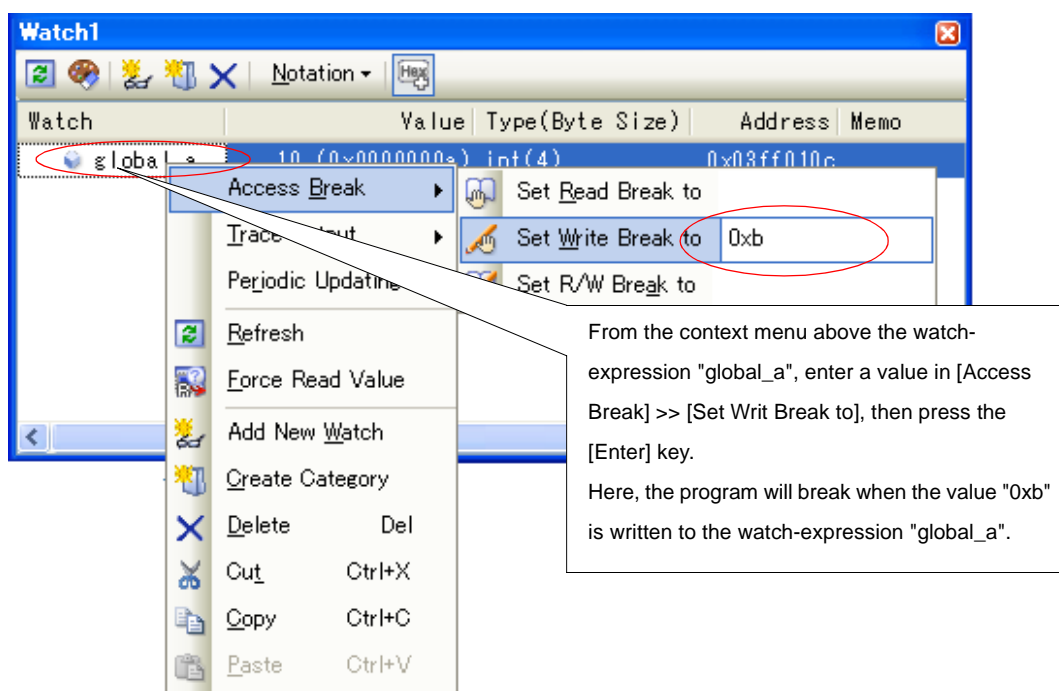 Watch1
Notation Hex
Watch Value Type(Byte Size) Address Memo
global_a 10 (0x0000000a) int(4) 0x03ff010c
Access Break Set Read Break to
Trace Output Set Write Break to 0xb
Periodic Updating Set R/W Break to
Refresh
Force Read Value
Add New Watch
Create Category
Delete Del
Cut Ctrl+X
Copy Ctrl+C
Paste Ctrl+V
From the context menu above the watch-
expression "global_a", enter a value in [Access
Break] >> [Set Writ Break to], then press the
[Enter] key.
Here, the program will break when the value "0xb"
is written to the watch-expression "global_a".